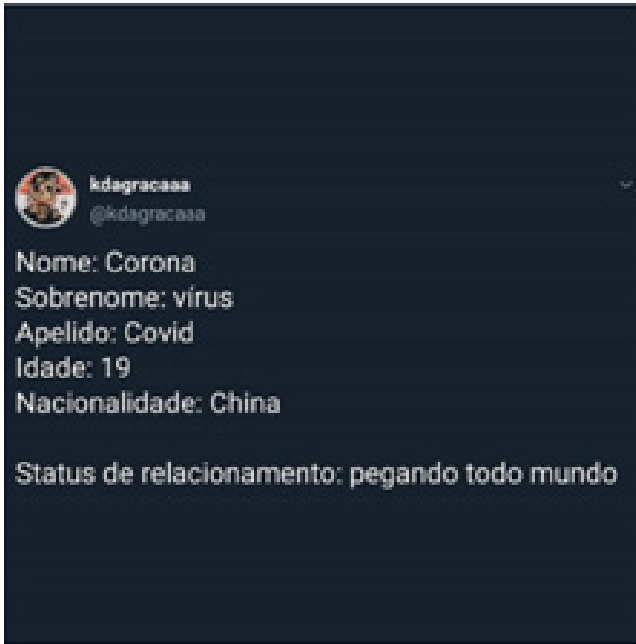 kdagracaaa
@kdagracaaa
Nome: Corona
Sobrenome: vírus
Apelido: Covid
Idade: 19
Nacionalidade: China
Status de relacionamento: pegando todo mundo